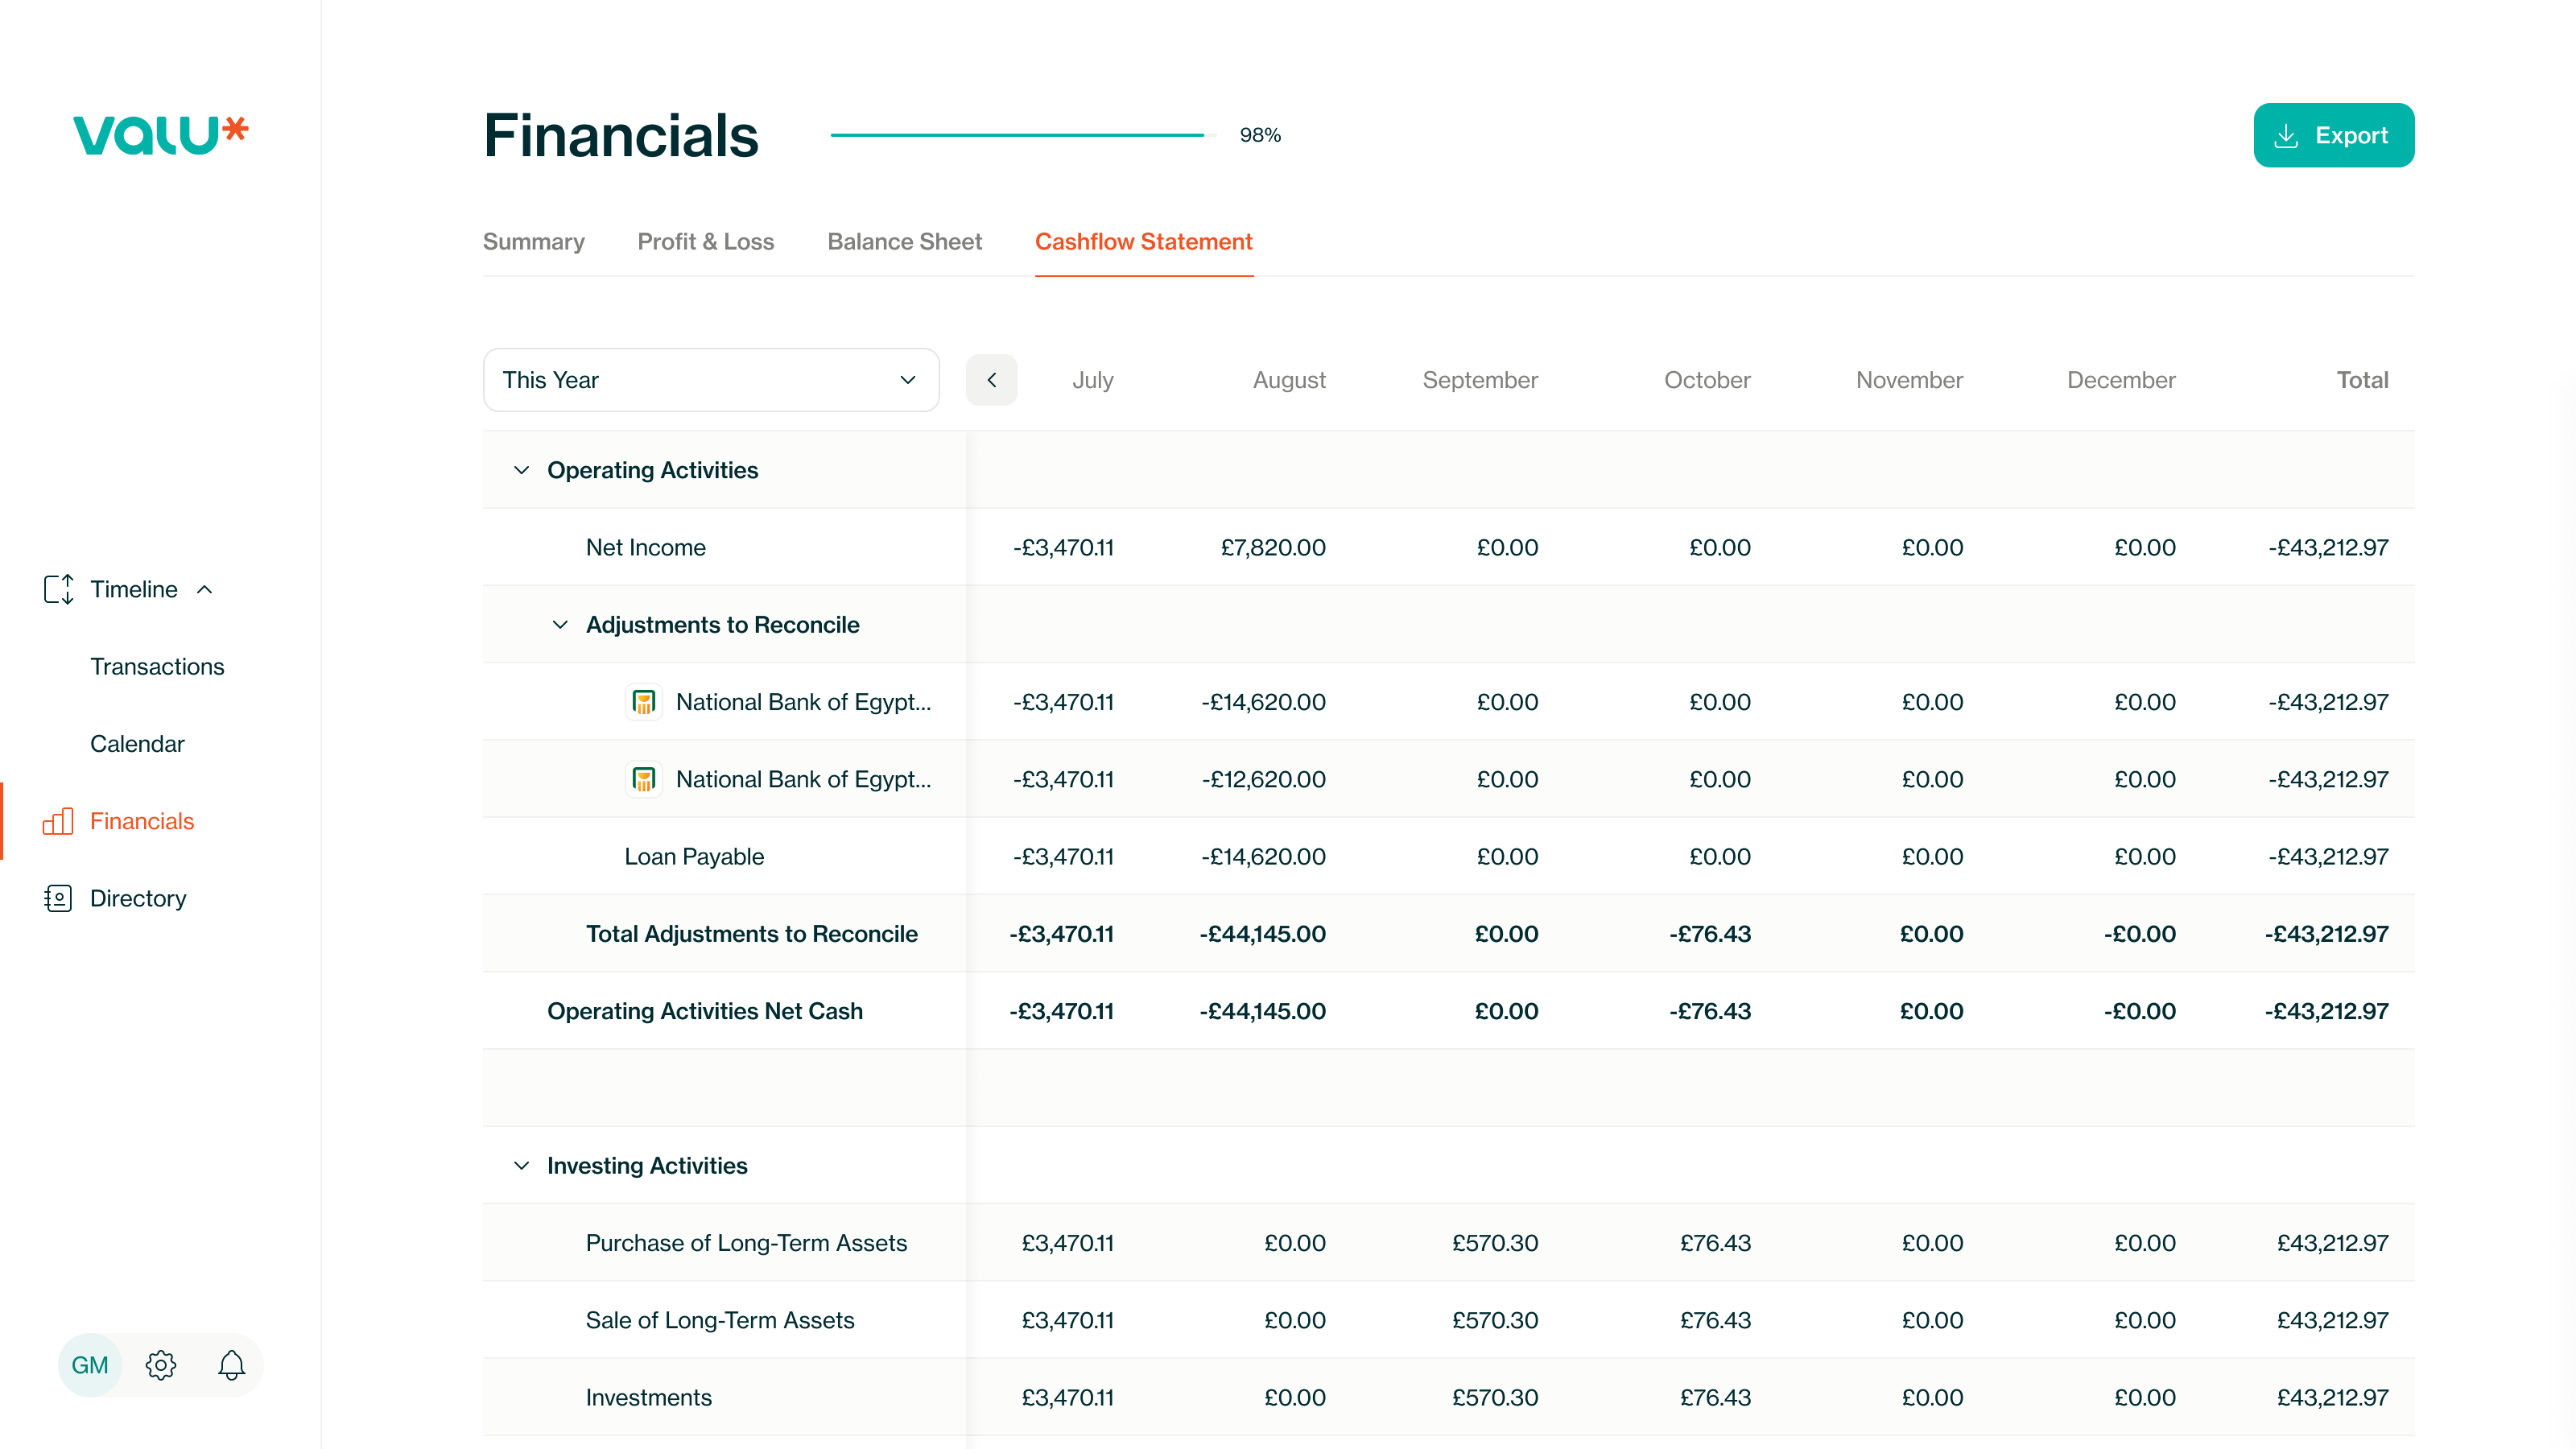 valu*
Timeline
Transactions
Calendar
Financials
Directory
GM
Financials 98% Export
Summary Profit & Loss Balance Sheet Cashflow Statement
This Year July August September October November December Total
Operating Activities
Net Income -£3,470.11 £7,820.00 £0.00 £0.00 £0.00 £0.00 -£43,212.97
Adjustments to Reconcile
National Bank of Egypt... -£3,470.11 -£14,620.00 £0.00 £0.00 £0.00 £0.00 -£43,212.97
National Bank of Egypt... -£3,470.11 -£12,620.00 £0.00 £0.00 £0.00 £0.00 -£43,212.97
Loan Payable -£3,470.11 -£14,620.00 £0.00 £0.00 £0.00 £0.00 -£43,212.97
Total Adjustments to Reconcile -£3,470.11 -£44,145.00 £0.00 -£76.43 £0.00 -£0.00 -£43,212.97
Operating Activities Net Cash -£3,470.11 -£44,145.00 £0.00 -£76.43 £0.00 -£0.00 -£43,212.97
Investing Activities
Purchase of Long-Term Assets £3,470.11 £0.00 £570.30 £76.43 £0.00 £0.00 £43,212.97
Sale of Long-Term Assets £3,470.11 £0.00 £570.30 £76.43 £0.00 £0.00 £43,212.97
Investments £3,470.11 £0.00 £570.30 £76.43 £0.00 £0.00 £43,212.97